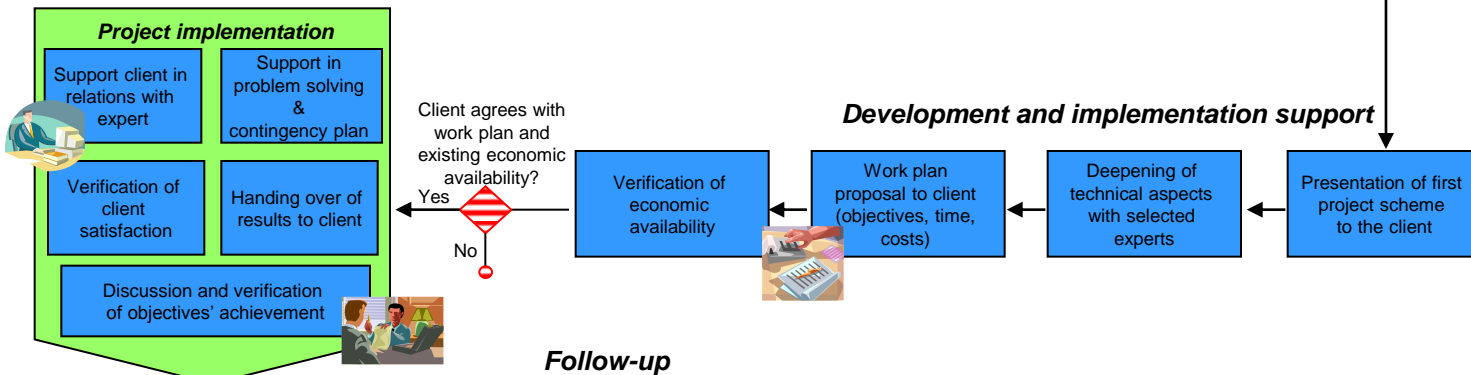 Project implementation
Support client in
relations with
expert
Support in
problem solving
&
contingency plan
Verification of
client
satisfaction
Handing over of
results to client
Discussion and verification
of objectives’ achievement
Client agrees with
work plan and
existing economic
availability?
Yes
No
Development and implementation support
Verification of
economic
availability
Work plan
proposal to client
(objectives, time,
costs)
Deepening of
technical aspects
with selected
experts
Presentation of first
project scheme
to the client
Follow-up